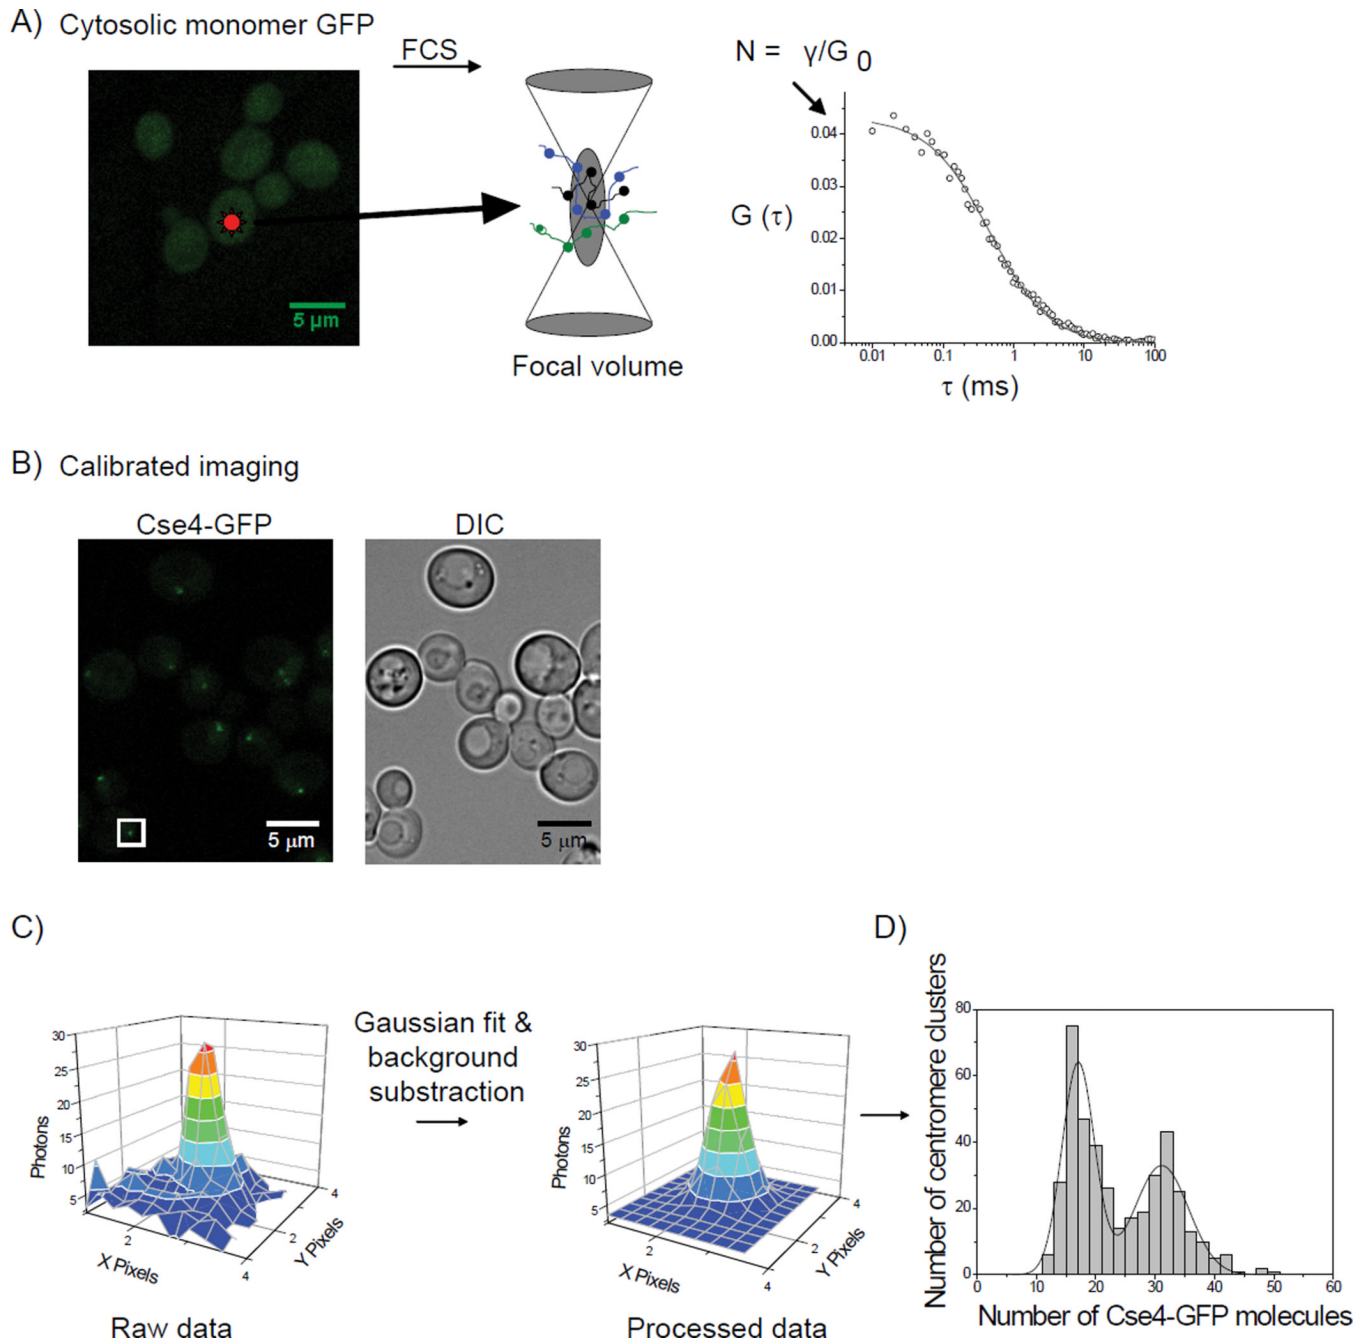 A) Cytosolic monomer GFP
FCS
N = γ/G 0
5 µm
Focal volume
G (τ)
0.04
0.03
0.02
0.01
0.00
0.01 0.1 1 10 100
τ (ms)
B) Calibrated imaging
Cse4-GFP
DIC
5 µm
5 µm
C)
Photons
30
25
20
15
10
5
2
4
X Pixels
2
4
Y Pixels
Raw data
Gaussian fit &
background
substraction
Photons
30
25
20
15
10
5
2
4
X Pixels
2
4
Y Pixels
Processed data
D)
Number of centromere clusters
80
60
40
20
0
0 10 20 30 40 50 60
Number of Cse4-GFP molecules